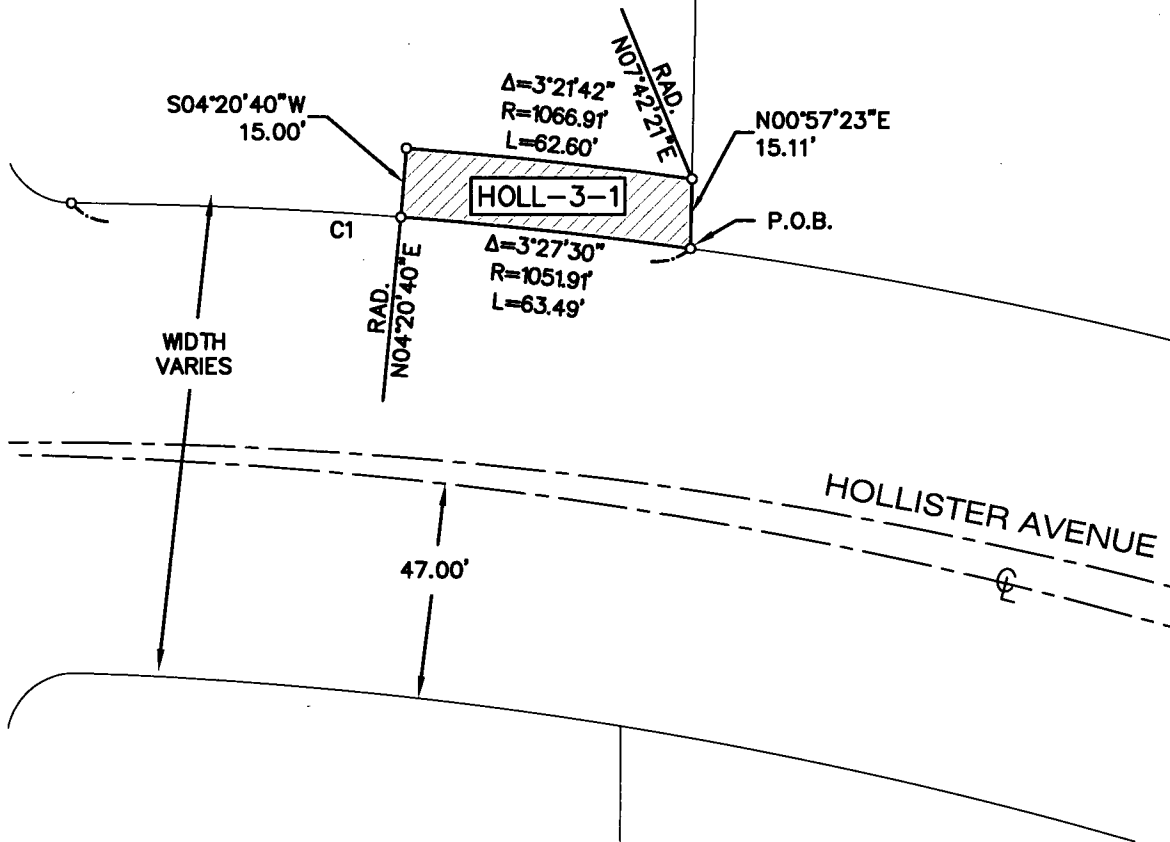 S04°20'40"W
15.00'
Δ=3°21'42"
R=1066.91'
L=62.60'
RAD.
N07°42'21"E
N00°57'23"E
15.11'
HOLL-3-1
P.O.B.
C1
Δ=3°27'30"
R=1051.91'
L=63.49'
RAD.
N04°20'40"E
WIDTH
VARIES
47.00'
HOLLISTER AVENUE
CL